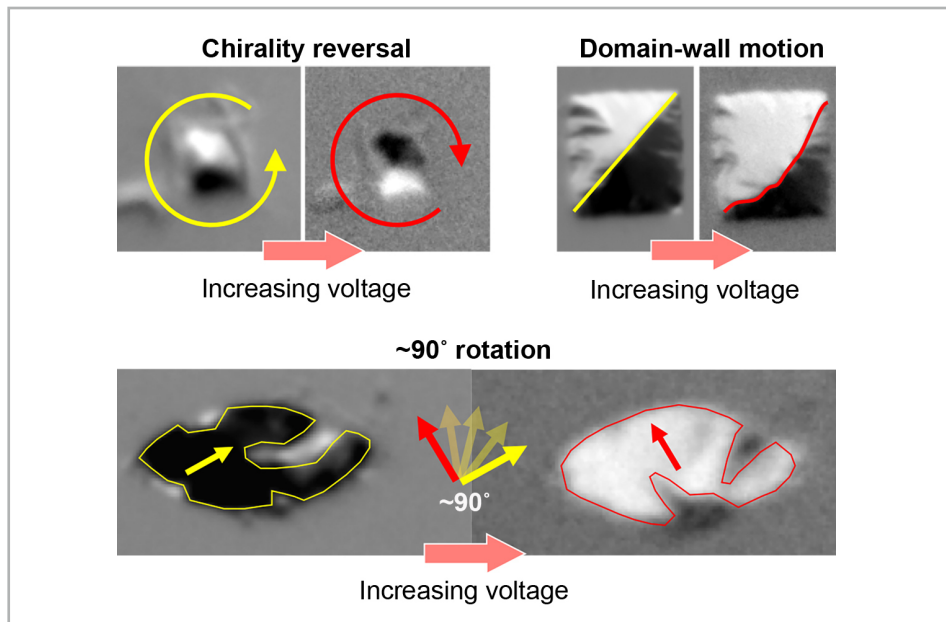 Chirality reversal
Domain-wall motion
Increasing voltage
Increasing voltage
~90˚ rotation
~90˚
Increasing voltage